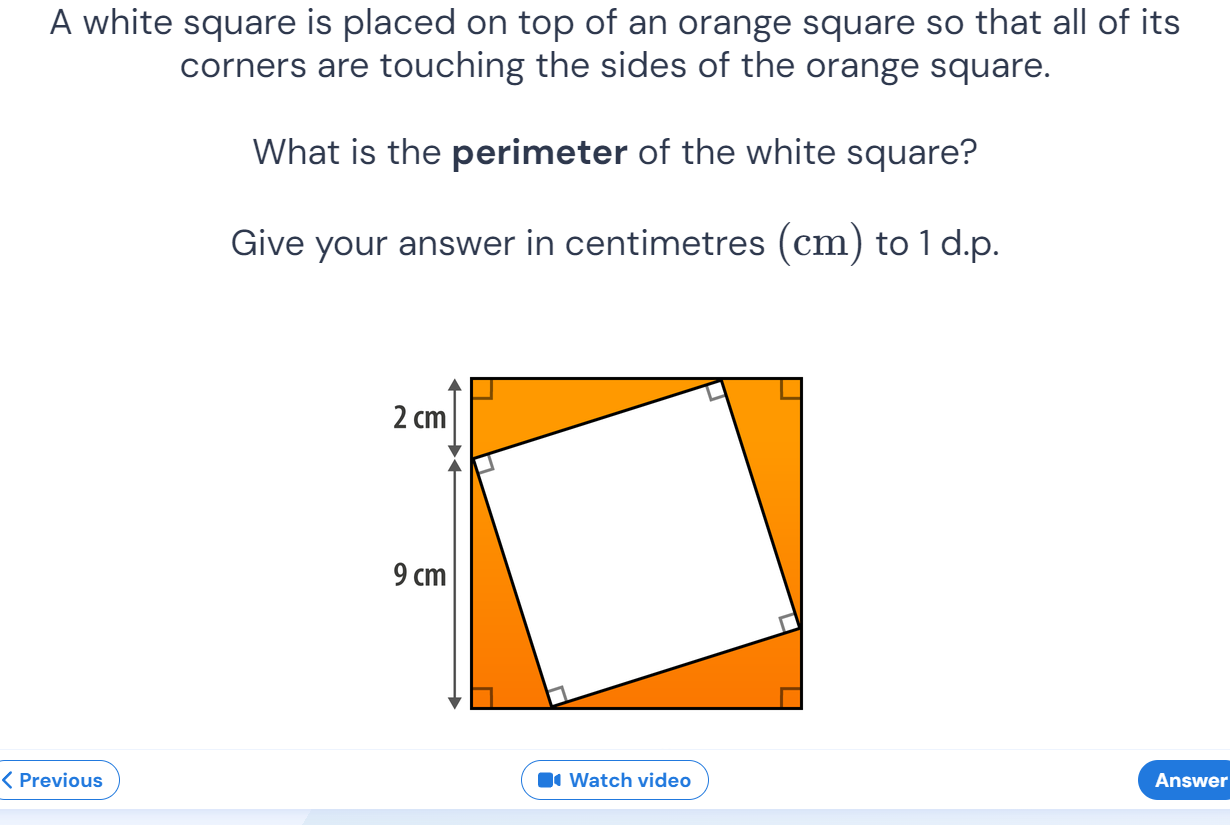 A white square is placed on top of an orange square so that all of its
corners are touching the sides of the orange square.
What is the perimeter of the white square?
Give your answer in centimetres (cm) to 1 d.p.
2 cm
9 cm
Previous
Watch video
Answer